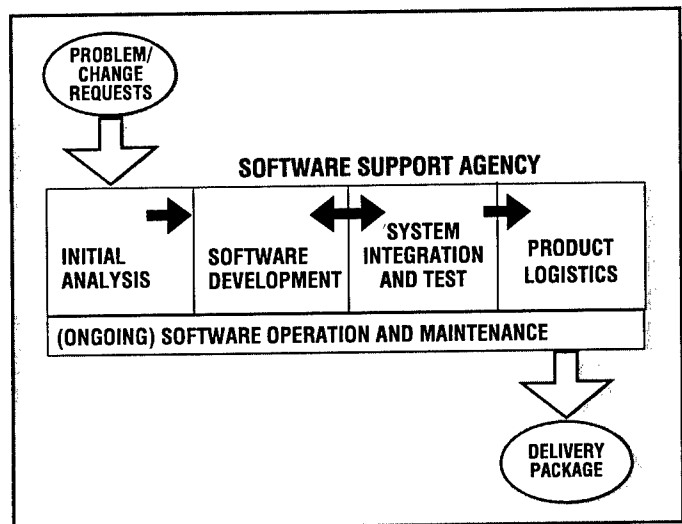 PROBLEM/
CHANGE
REQUESTS
SOFTWARE SUPPORT AGENCY
INITIAL
ANALYSIS
SOFTWARE
DEVELOPMENT
SYSTEM
INTEGRATION
AND TEST
PRODUCT
LOGISTICS
(ONGOING) SOFTWARE OPERATION AND MAINTENANCE
DELIVERY
PACKAGE